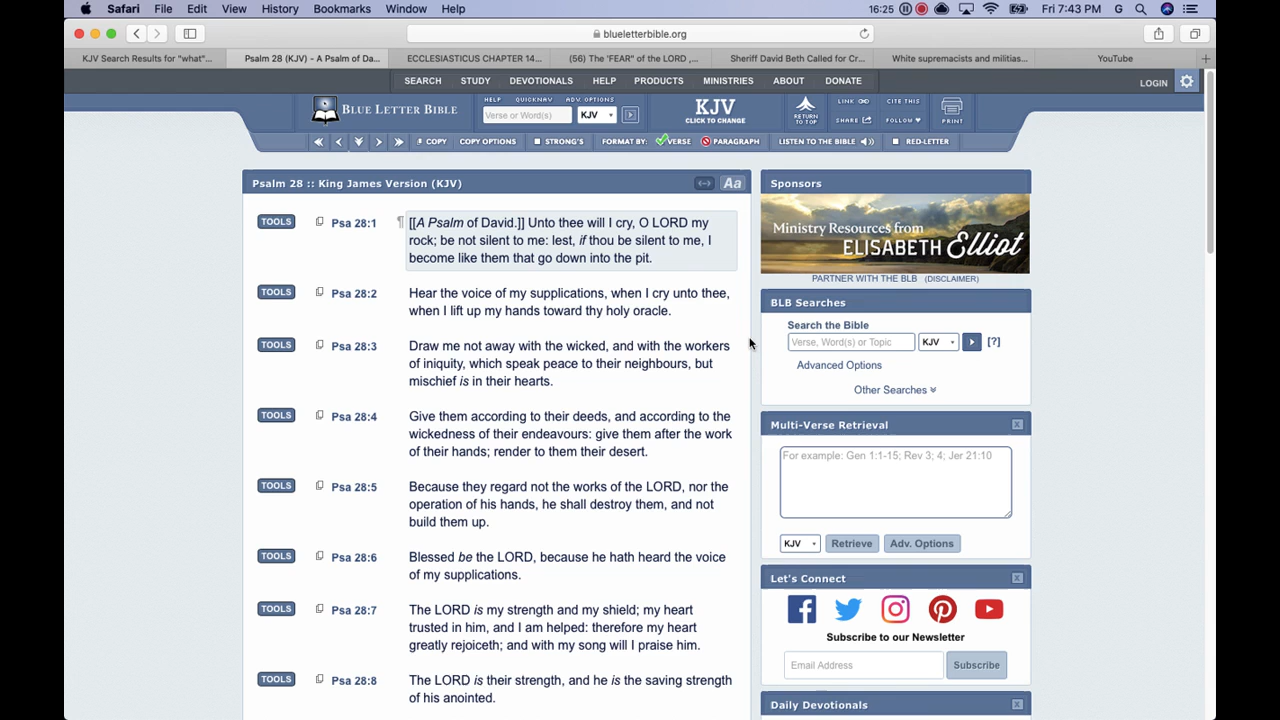 Safari File Edit View History Bookmarks Window Help 16:25 Fri 7:43 PM G
blueletterbible.org
KJV Search Results for "what"... Psalm 28 (KJV) - A Psalm of Da... ECCLESIASTICUS CHAPTER 14... (56) The 'FEAR" of the LORD ,... Sheriff David Beth Called for Cr... White supremacists and militias... YouTube
SEARCH STUDY DEVOTIONALS HELP PRODUCTS MINISTRIES ABOUT DONATE LOGIN
BLUE LETTER BIBLE
HELP QUICKNAV ADV. OPTIONS
Verse or Word(s) KJV
KJV
CLICK TO CHANGE
RETURN
TO TOP
LINK CITE THIS
SHARE FOLLOW
PRINT
COPY COPY OPTIONS STRONG'S FORMAT BY: VERSE PARAGRAPH LISTEN TO THE BIBLE RED-LETTER
Psalm 28 :: King James Version (KJV) Aa
TOOLS Psa 28:1 ¶ [[A Psalm of David.]] Unto thee will I cry, O LORD my
rock; be not silent to me: lest, if thou be silent to me, I
become like them that go down into the pit.
TOOLS Psa 28:2 Hear the voice of my supplications, when I cry unto thee,
when I lift up my hands toward thy holy oracle.
TOOLS Psa 28:3 Draw me not away with the wicked, and with the workers
of iniquity, which speak peace to their neighbours, but
mischief is in their hearts.
TOOLS Psa 28:4 Give them according to their deeds, and according to the
wickedness of their endeavours: give them after the work
of their hands; render to them their desert.
TOOLS Psa 28:5 Because they regard not the works of the LORD, nor the
operation of his hands, he shall destroy them, and not
build them up.
TOOLS Psa 28:6 Blessed be the LORD, because he hath heard the voice
of my supplications.
TOOLS Psa 28:7 The LORD is my strength and my shield; my heart
trusted in him, and I am helped: therefore my heart
greatly rejoiceth; and with my song will I praise him.
TOOLS Psa 28:8 The LORD is their strength, and he is the saving strength
of his anointed.
Sponsors
Ministry Resources from
ELISABETH Elliot
PARTNER WITH THE BLB (DISCLAIMER)
BLB Searches
Search the Bible
Verse, Word(s) or Topic KJV [?]
Advanced Options
Other Searches
Multi-Verse Retrieval x
For example: Gen 1:1-15; Rev 3; 4; Jer 21:10
KJV Retrieve Adv. Options
Let's Connect x
Subscribe to our Newsletter
Email Address Subscribe
Daily Devotionals x